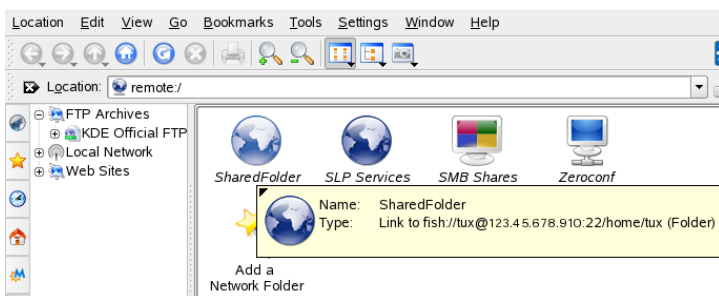 Location Edit View Go Bookmarks Tools Settings Window Help
Location: remote:/
FTP Archives
KDE Official FTP
Local Network
Web Sites
SharedFolder SLP Services SMB Shares Zeroconf
Name: SharedFolder
Type: Link to fish://tux@123.45.678.910:22/home/tux (Folder)
Add a
Network Folder